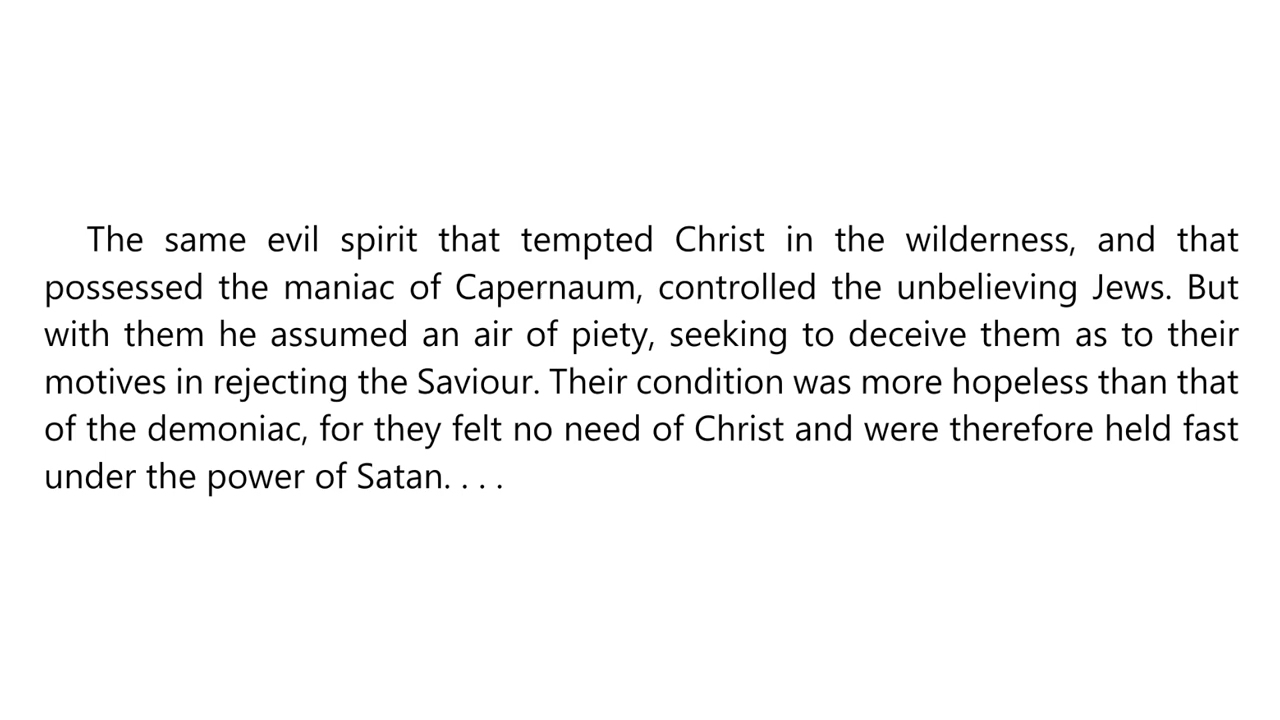 The same evil spirit that tempted Christ in the wilderness, and that
possessed the maniac of Capernaum, controlled the unbelieving Jews. But
with them he assumed an air of piety, seeking to deceive them as to their
motives in rejecting the Saviour. Their condition was more hopeless than that
of the demoniac, for they felt no need of Christ and were therefore held fast
under the power of Satan. . . .